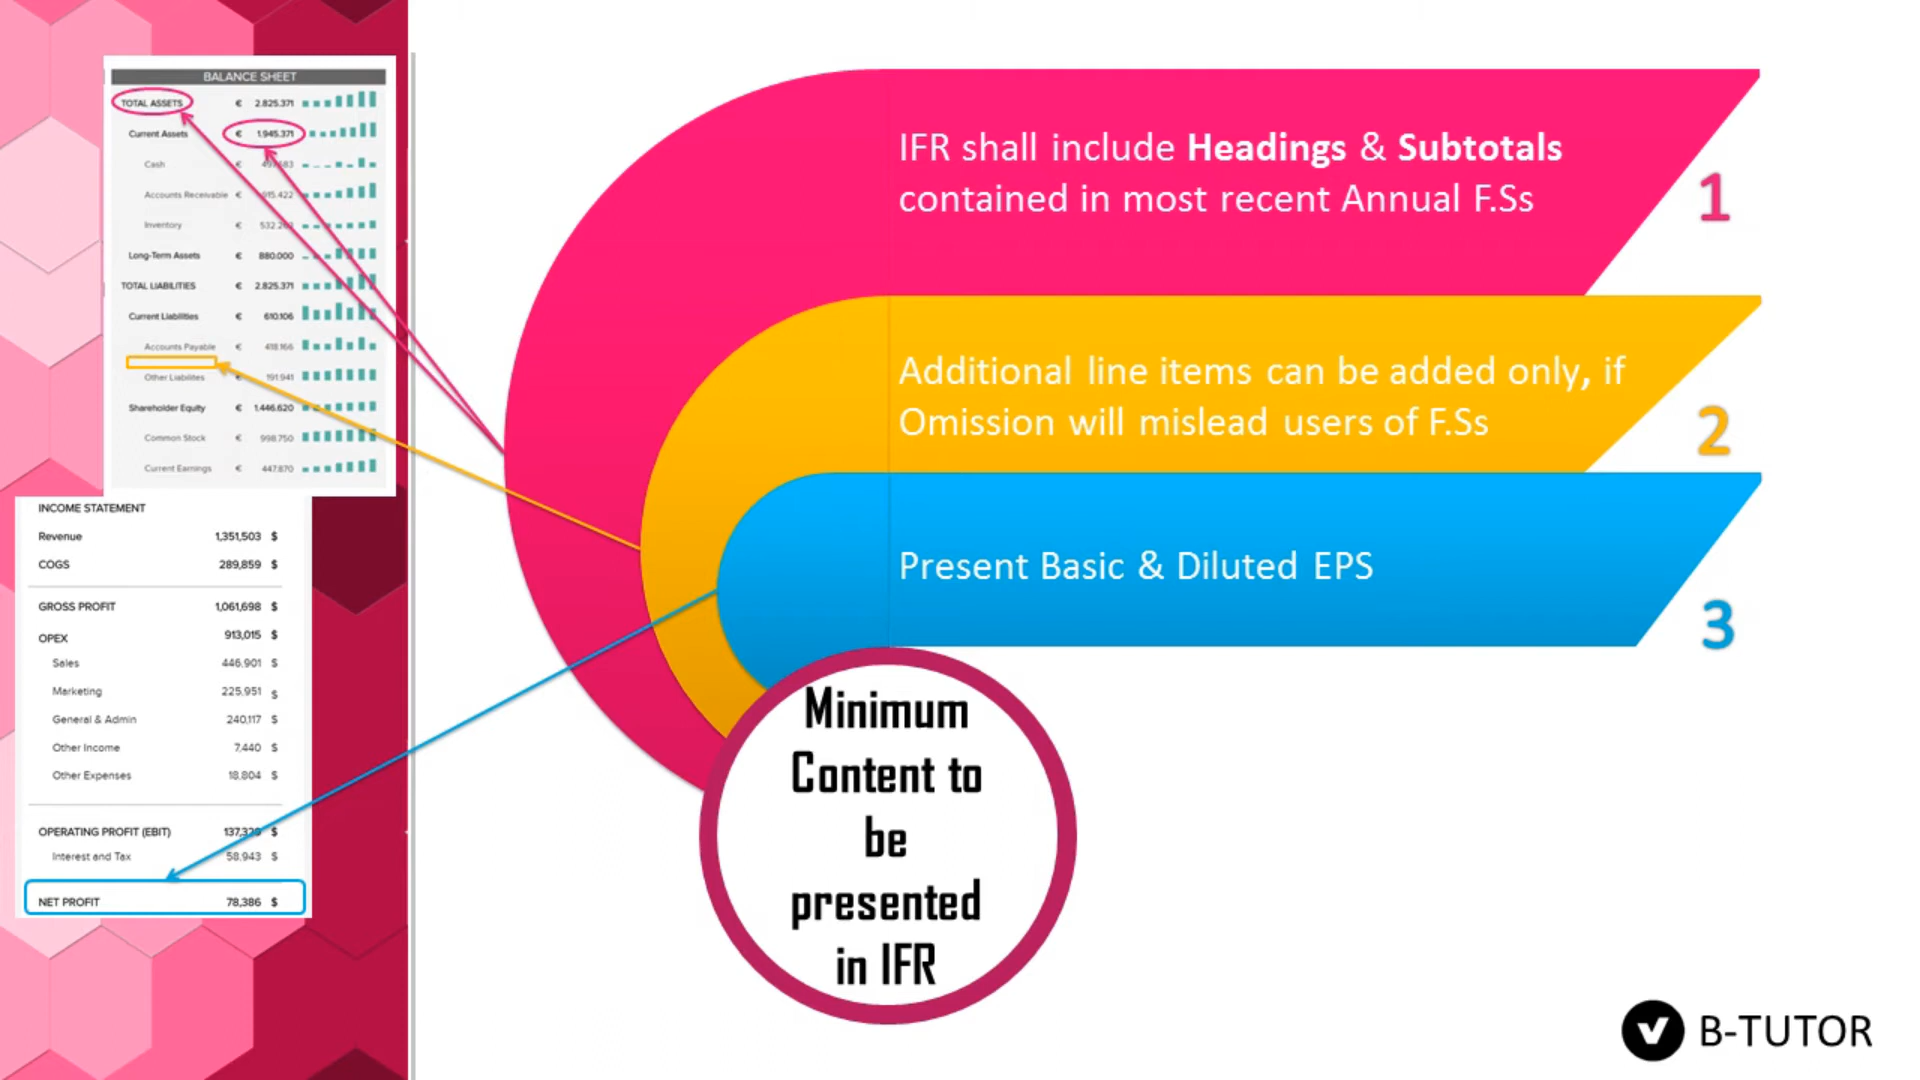 BALANCE SHEET
TOTAL ASSETS € 2.825.371
Current Assets € 1.945.371
Cash €
Accounts Receivable € 915.422
Inventory €
Long-Term Assets € 880.000
TOTAL LIABILITIES € 2.825.371
Current Liabilities € 610.106
Accounts Payable € 418.166
Other Liabilites € 191.941
Shareholder Equity € 1.446.620
Common Stock € 998.750
Current Earnings € 447.870
INCOME STATEMENT
Revenue 1,351,503 $
COGS 289,859 $
GROSS PROFIT 1,061,698 $
OPEX 913,015 $
Sales 446,901 $
Marketing 225,951 $
General & Admin 240,117 $
Other Income 7,440 $
Other Expenses 18,804 $
OPERATING PROFIT (EBIT) 137,329 $
Interest and Tax 58,943 $
NET PROFIT 78,386 $
IFR shall include Headings & Subtotals
contained in most recent Annual F.Ss
1
Additional line items can be added only, if
Omission will mislead users of F.Ss
2
Present Basic & Diluted EPS
3
Minimum
Content to
be
presented
in IFR
B-TUTOR